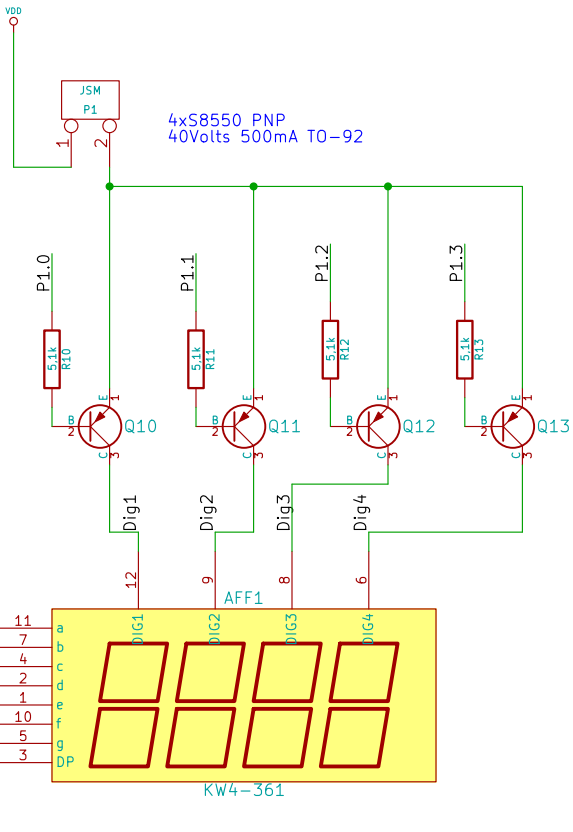 VDD
JSM
P1
1
2
4xS8550 PNP
40Volts 500mA TO-92
P1.0
P1.1
P1.2
P1.3
5,1k
R10
5,1k
R11
5,1k
R12
5,1k
R13
E
1
B
2
Q10
C
3
E
1
B
2
Q11
C
3
E
1
B
2
Q12
C
3
E
1
B
2
Q13
C
3
Dig1
Dig2
Dig3
Dig4
12
9
8
6
AFF1
DIG1
DIG2
DIG3
DIG4
11 a
7 b
4 c
2 d
1 e
10 f
5 g
3 DP
KW4-361